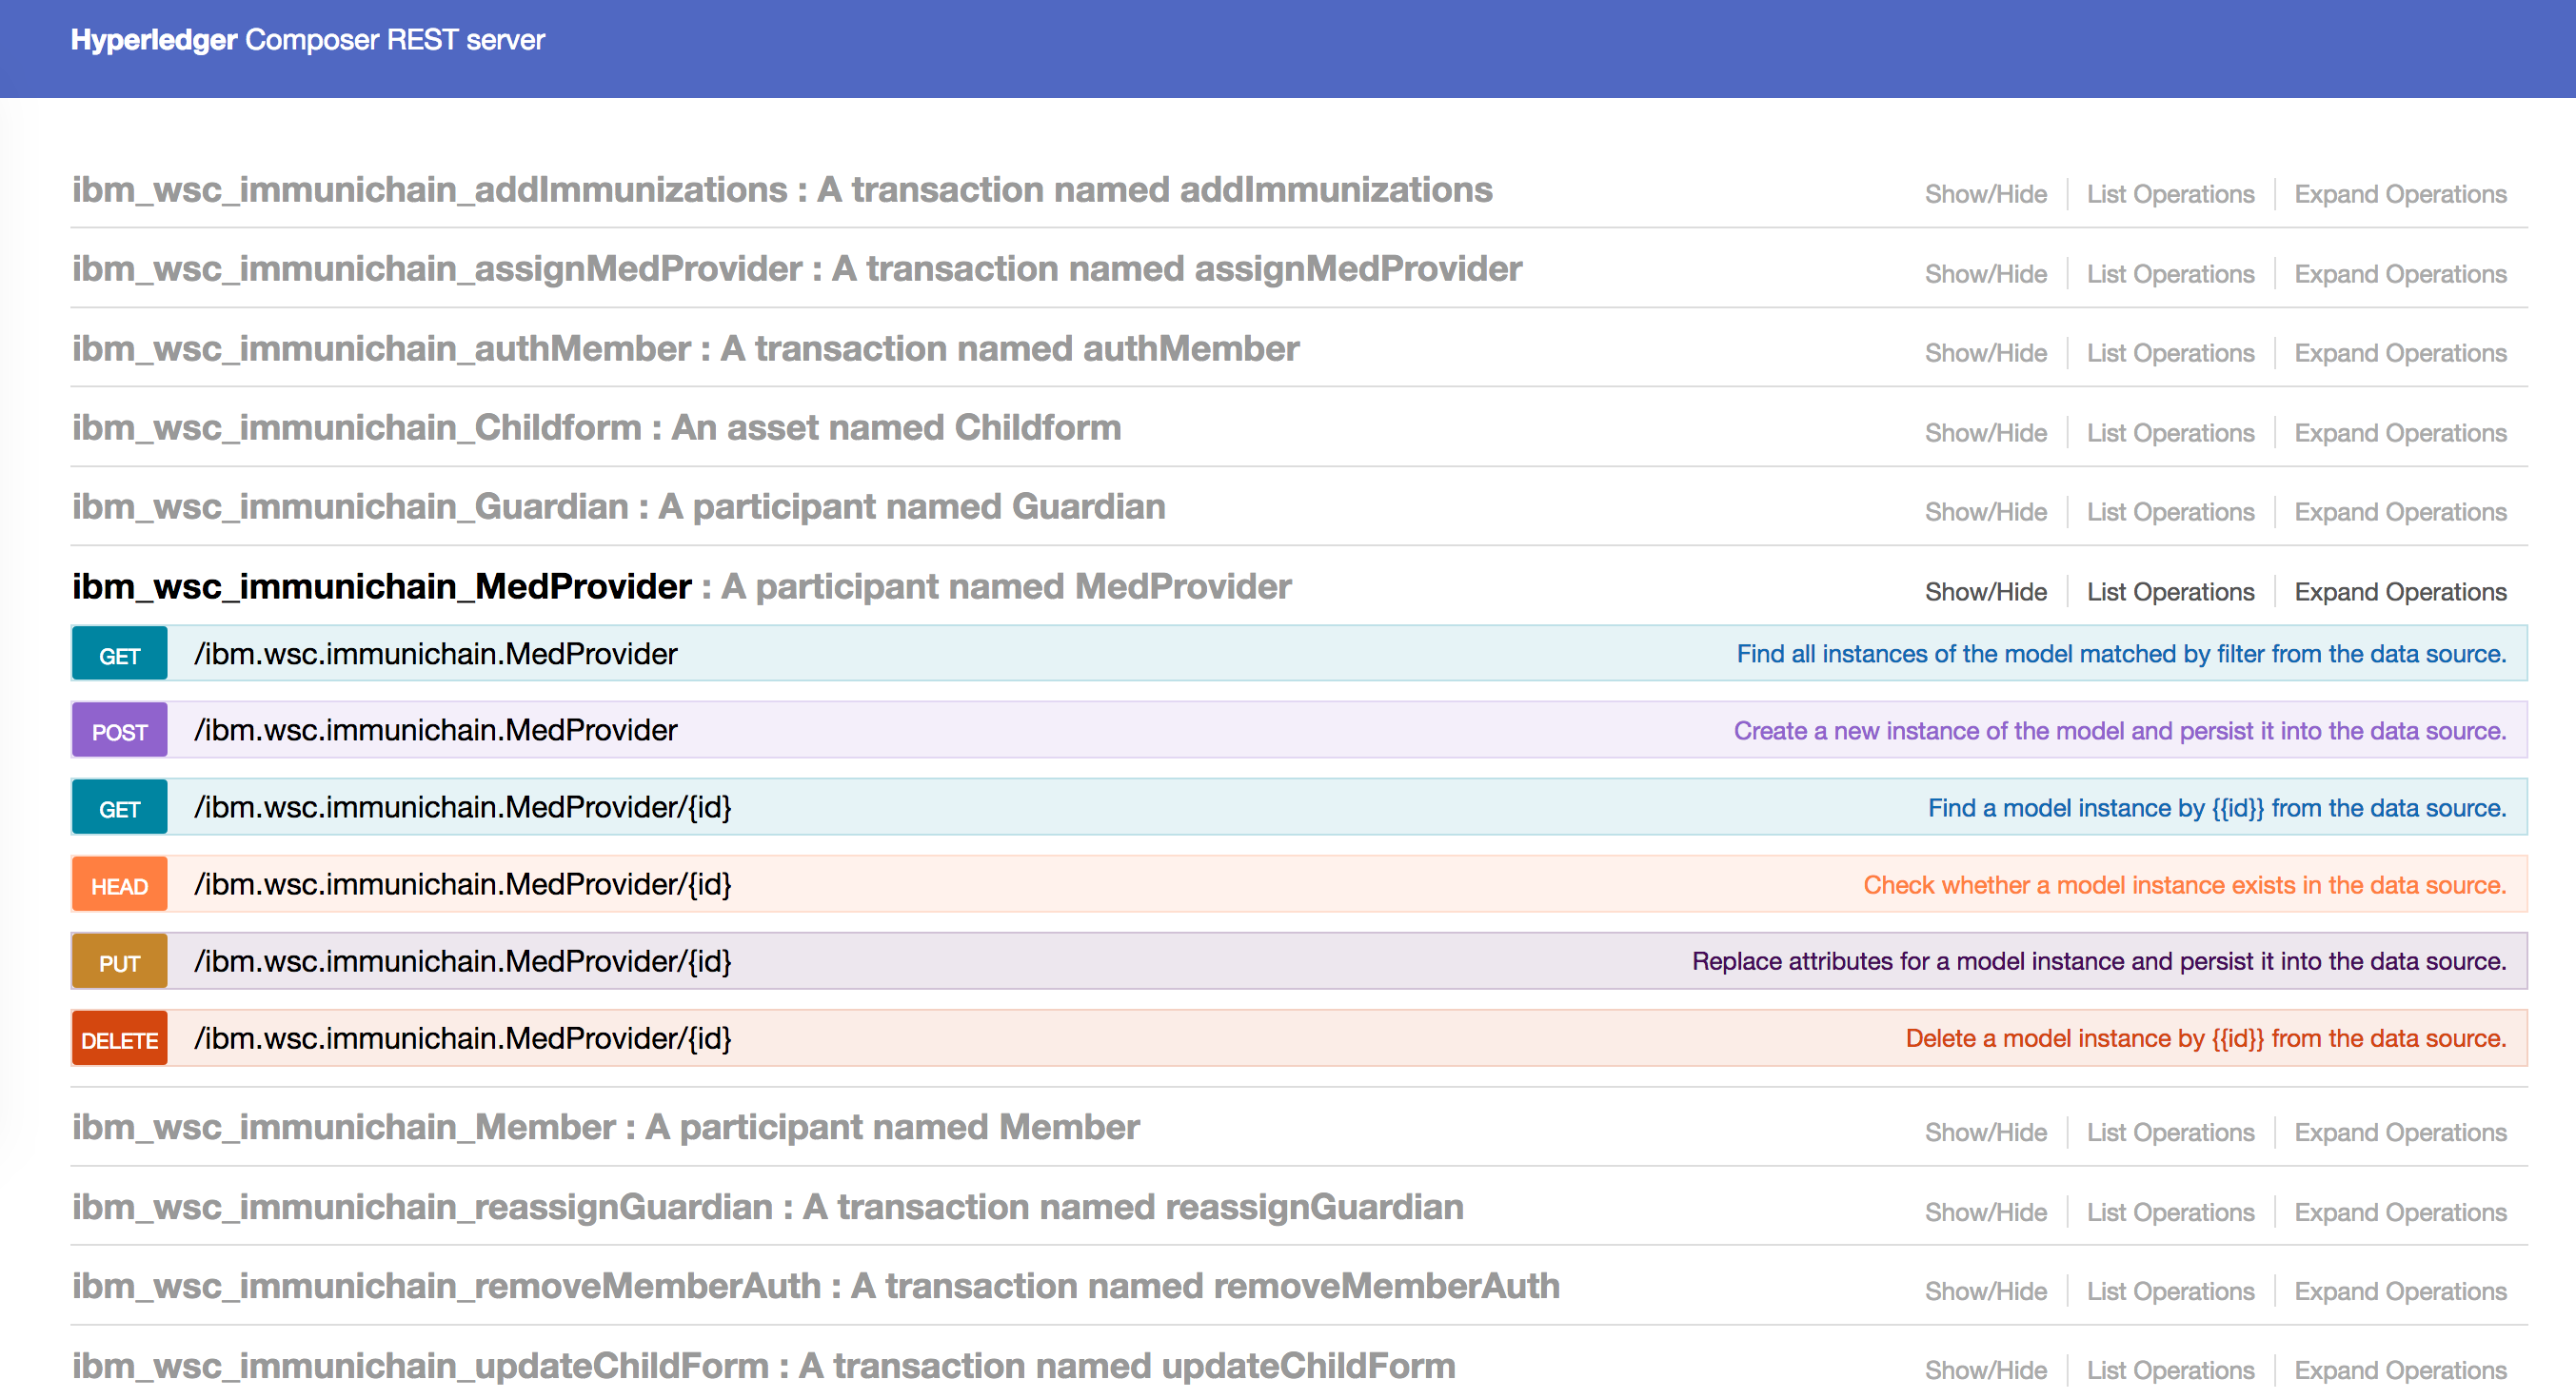 Hyperledger Composer REST server
ibm_wsc_immunichain_addImmunizations : A transaction named addImmunizations Show/Hide List Operations Expand Operations
ibm_wsc_immunichain_assignMedProvider : A transaction named assignMedProvider Show/Hide List Operations Expand Operations
ibm_wsc_immunichain_authMember : A transaction named authMember Show/Hide List Operations Expand Operations
ibm_wsc_immunichain_Childform : An asset named Childform Show/Hide List Operations Expand Operations
ibm_wsc_immunichain_Guardian : A participant named Guardian Show/Hide List Operations Expand Operations
ibm_wsc_immunichain_MedProvider : A participant named MedProvider Show/Hide List Operations Expand Operations
GET /ibm.wsc.immunichain.MedProvider Find all instances of the model matched by filter from the data source.
POST /ibm.wsc.immunichain.MedProvider Create a new instance of the model and persist it into the data source.
GET /ibm.wsc.immunichain.MedProvider/{id} Find a model instance by {{id}} from the data source.
HEAD /ibm.wsc.immunichain.MedProvider/{id} Check whether a model instance exists in the data source.
PUT /ibm.wsc.immunichain.MedProvider/{id} Replace attributes for a model instance and persist it into the data source.
DELETE /ibm.wsc.immunichain.MedProvider/{id} Delete a model instance by {{id}} from the data source.
ibm_wsc_immunichain_Member : A participant named Member Show/Hide List Operations Expand Operations
ibm_wsc_immunichain_reassignGuardian : A transaction named reassignGuardian Show/Hide List Operations Expand Operations
ibm_wsc_immunichain_removeMemberAuth : A transaction named removeMemberAuth Show/Hide List Operations Expand Operations
ibm_wsc_immunichain_updateChildForm : A transaction named updateChildForm Show/Hide List Operations Expand Operations